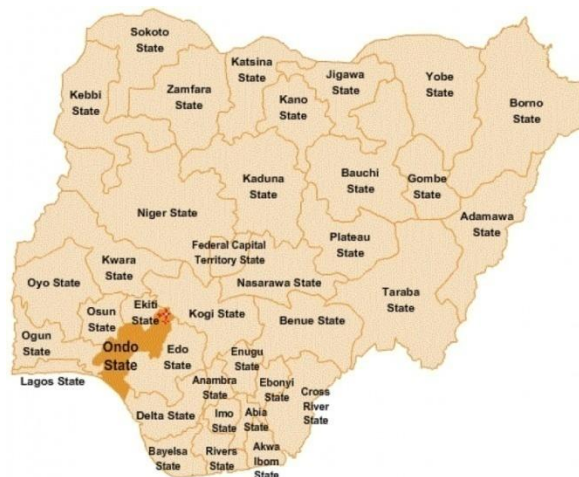 Sokoto
State
Katsina
State
Jigawa
State
Yobe
State
Kebbi
State
Zamfara
State
Kano
State
Borno
State
Kaduna
State
Bauchi
State
Gombe
State
Niger State
Adamawa
State
Plateau
State
Federal Capital
Territory State
Kwara
State
Oyo State
Nasarawa State
Taraba
State
Ekiti
State
Osun
State
Kogi State
Benue State
Ogun
State
Ondo
State
Edo
State
Enugu
State
Lagos State
Anambra
State
Ebonyi
State
Cross
River
State
Delta State
Imo
State
Abia
State
Bayelsa
State
Rivers
State
Akwa
Ibom
State